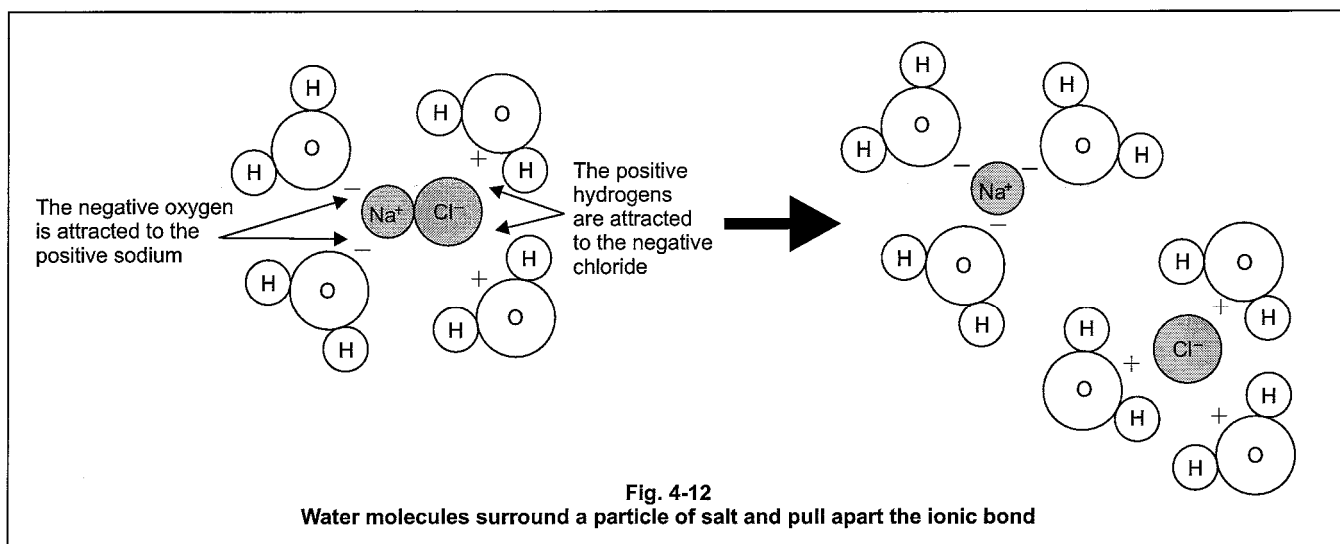 H
H
O
H
O
H
The negative oxygen
is attracted to the
positive sodium
−
−
Na⁺
Cl⁻
+
+
The positive
hydrogens
are attracted
to the negative
chloride
H
O
H
H
O
H
H
H
O
H
O
H
−
−
−
Na⁺
H
O
H
H
O
H
+
H
O
H
+
Cl⁻
H
O
H
+
Fig. 4-12
Water molecules surround a particle of salt and pull apart the ionic bond